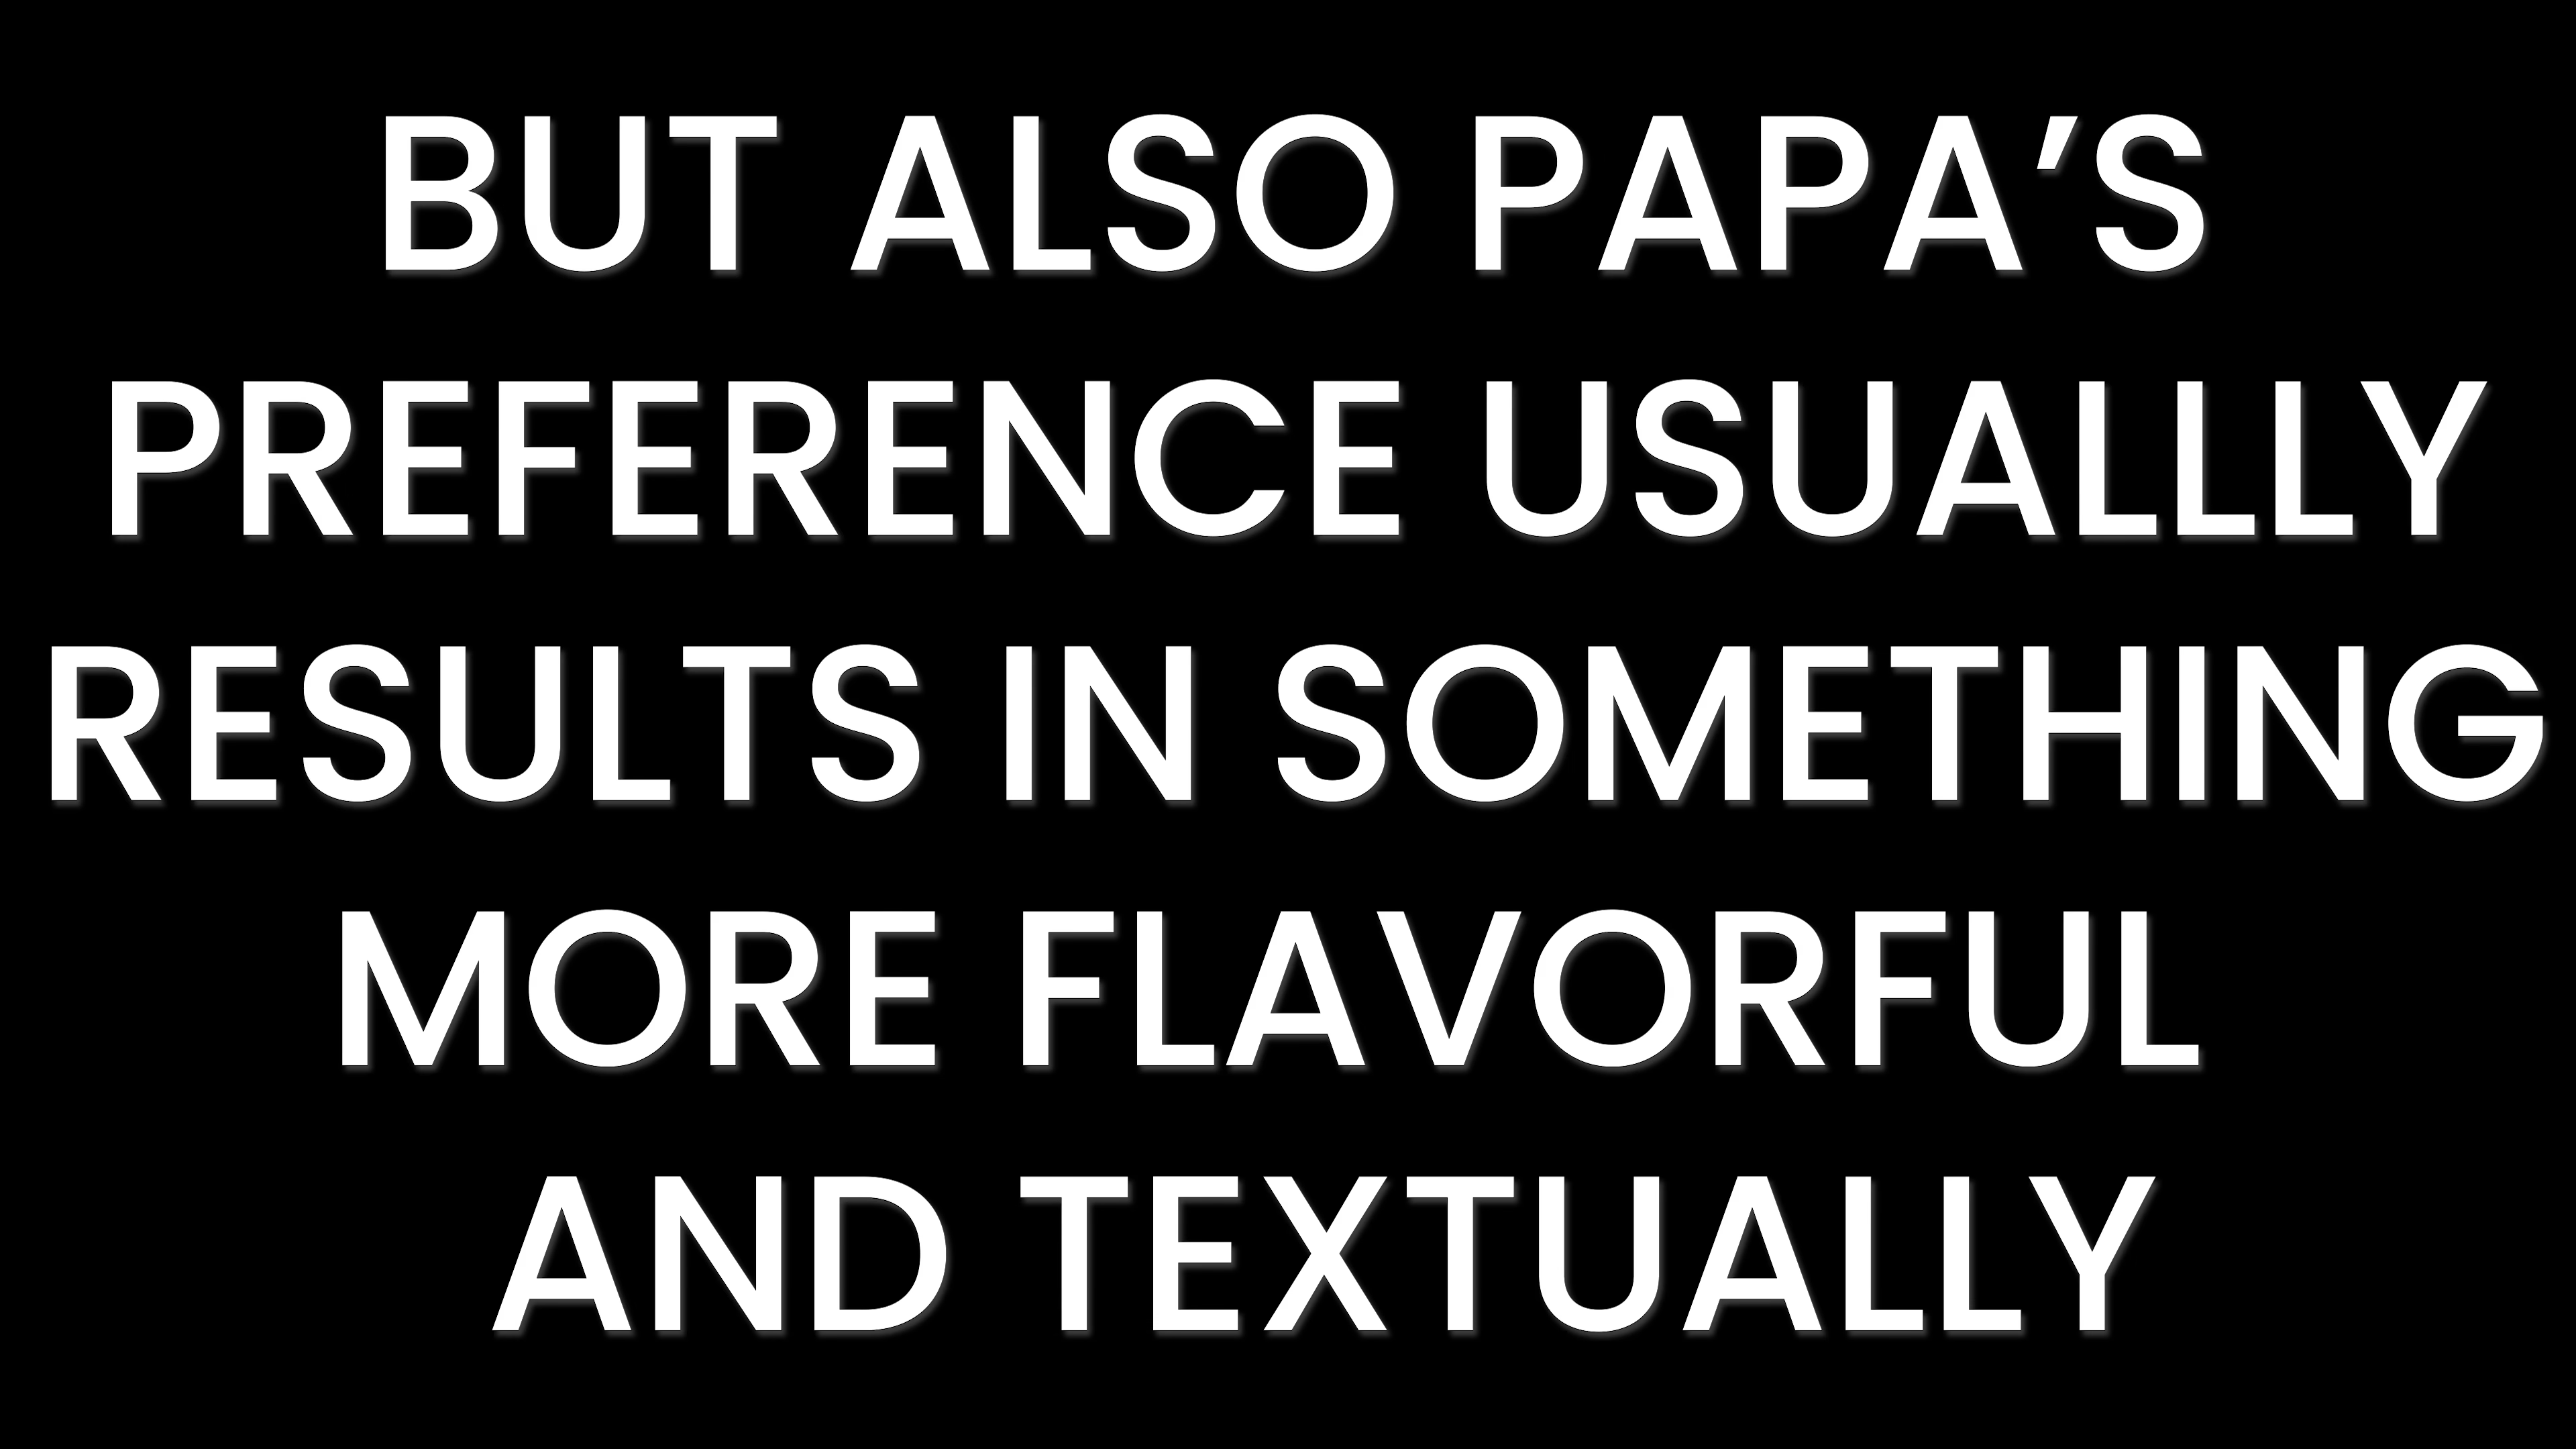 BUT ALSO PAPA’S
PREFERENCE USUALLLY
RESULTS IN SOMETHING
MORE FLAVORFUL
AND TEXTUALLY